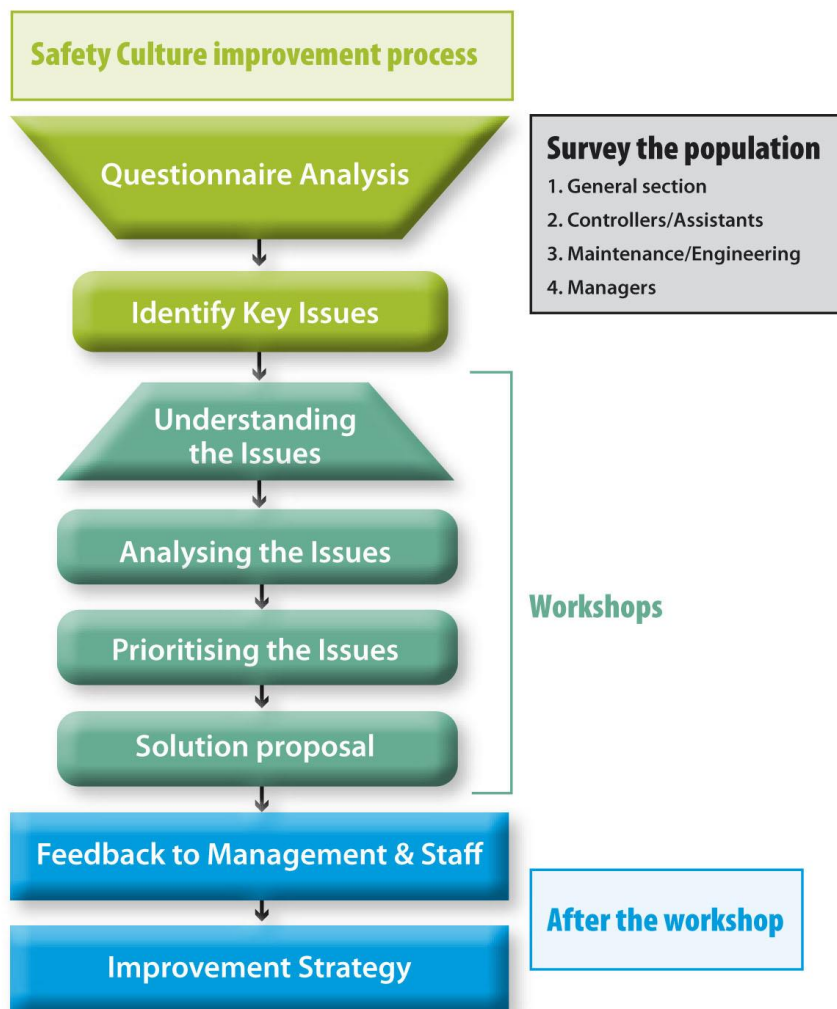 Safety Culture improvement process
Questionnaire Analysis
Survey the population
1. General section
2. Controllers/Assistants
3. Maintenance/Engineering
4. Managers
Identify Key Issues
Understanding
the Issues
Analysing the Issues
Prioritising the Issues
Solution proposal
Workshops
Feedback to Management & Staff
Improvement Strategy
After the workshop